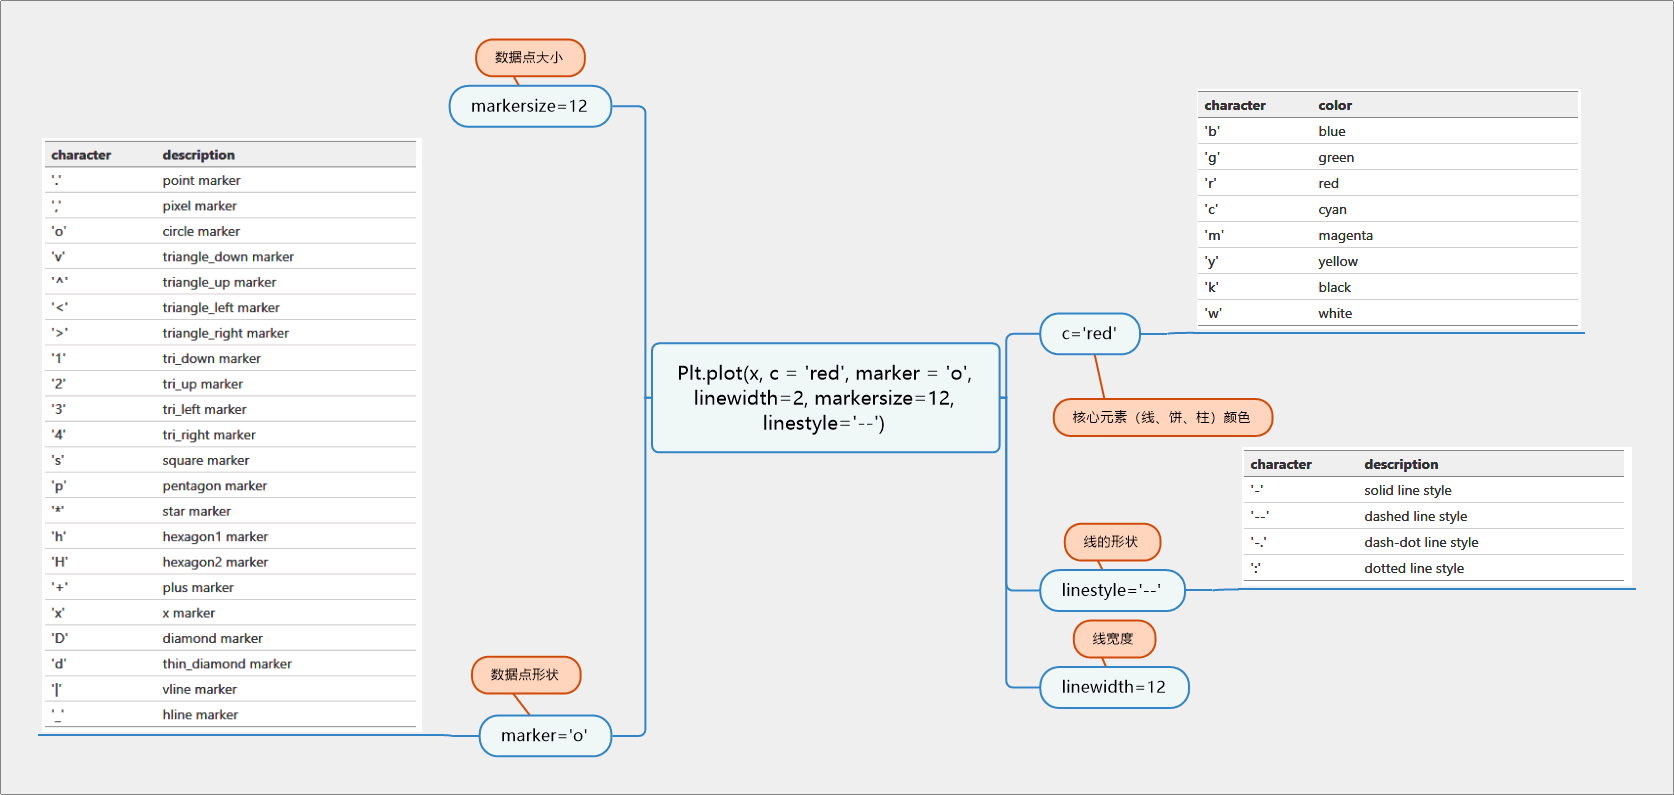 数据点大小
markersize=12
character description
'.' point marker
',' pixel marker
'o' circle marker
'v' triangle_down marker
'^' triangle_up marker
'<' triangle_left marker
'>' triangle_right marker
'1' tri_down marker
'2' tri_up marker
'3' tri_left marker
'4' tri_right marker
's' square marker
'p' pentagon marker
'*' star marker
'h' hexagon1 marker
'H' hexagon2 marker
'+' plus marker
'x' x marker
'D' diamond marker
'd' thin_diamond marker
'|' vline marker
'_' hline marker
数据点形状
marker='o'
Plt.plot(x, c = 'red', marker = 'o',
linewidth=2, markersize=12,
linestyle='--')
character color
'b' blue
'g' green
'r' red
'c' cyan
'm' magenta
'y' yellow
'k' black
'w' white
c='red'
核心元素（线、饼、柱）颜色
character description
'-' solid line style
'--' dashed line style
'-.' dash-dot line style
':' dotted line style
线的形状
linestyle='--'
线宽度
linewidth=12